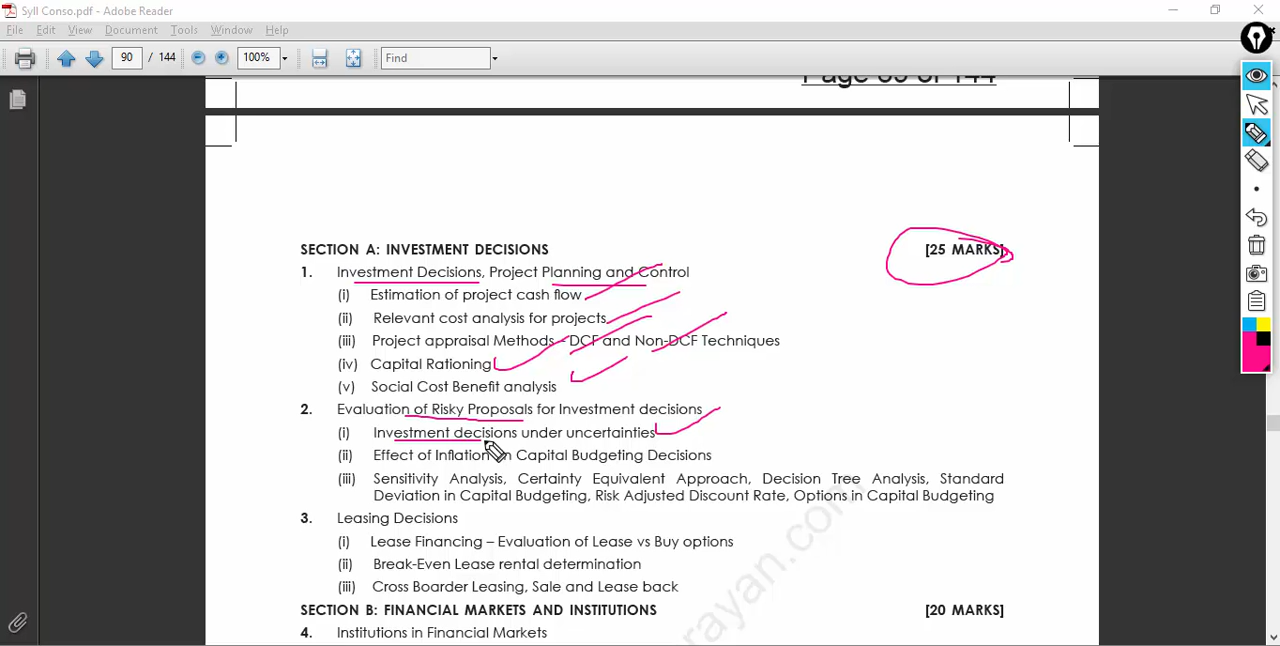 Syll Conso.pdf - Adobe Reader
File Edit View Document Tools Window Help
90 / 144 100% Find
Page 89 of 144
SECTION A: INVESTMENT DECISIONS [25 MARKS]
1. Investment Decisions, Project Planning and Control
(i) Estimation of project cash flow
(ii) Relevant cost analysis for projects
(iii) Project appraisal Methods – DCF and Non-DCF Techniques
(iv) Capital Rationing
(v) Social Cost Benefit analysis
2. Evaluation of Risky Proposals for Investment decisions
(i) Investment decisions under uncertainties
(ii) Effect of Inflation in Capital Budgeting Decisions
(iii) Sensitivity Analysis, Certainty Equivalent Approach, Decision Tree Analysis, Standard
Deviation in Capital Budgeting, Risk Adjusted Discount Rate, Options in Capital Budgeting
3. Leasing Decisions
(i) Lease Financing – Evaluation of Lease vs Buy options
(ii) Break-Even Lease rental determination
(iii) Cross Boarder Leasing, Sale and Lease back
SECTION B: FINANCIAL MARKETS AND INSTITUTIONS [20 MARKS]
4. Institutions in Financial Markets
rayan.com